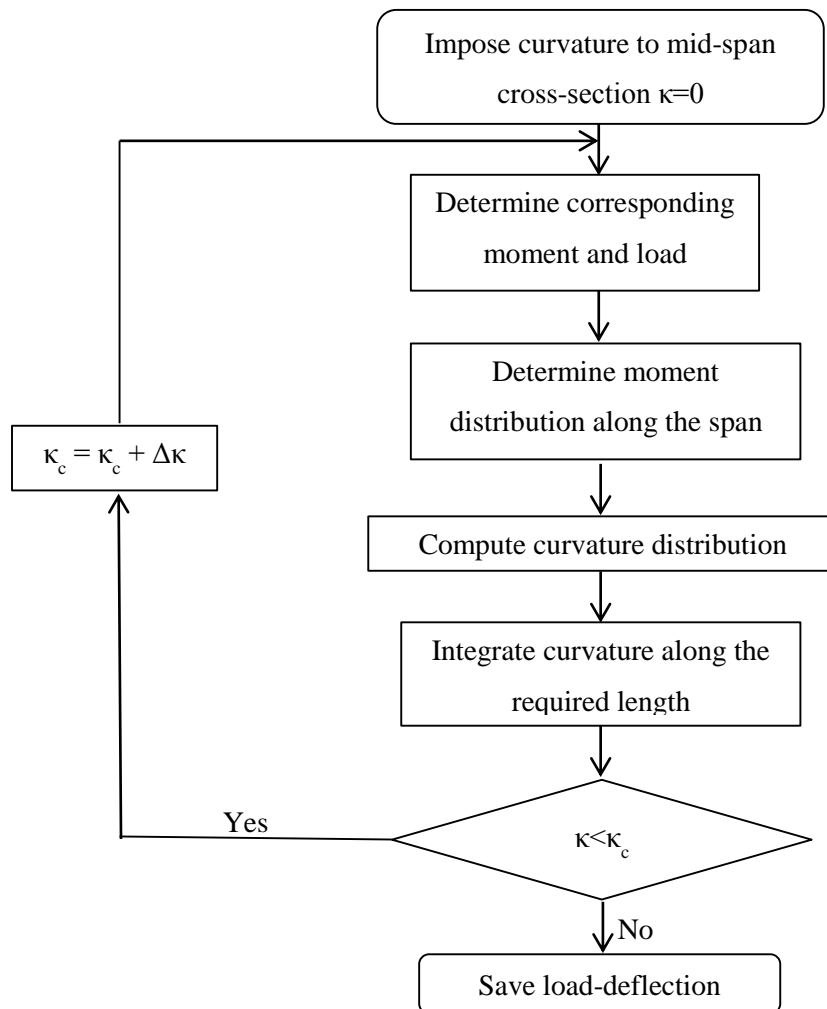 Impose curvature to mid-span
cross-section κ=0
Determine corresponding
moment and load
Determine moment
distribution along the span
κc = κc + Δκ
Compute curvature distribution
Integrate curvature along the
required length
Yes
κ<κc
No
Save load-deflection